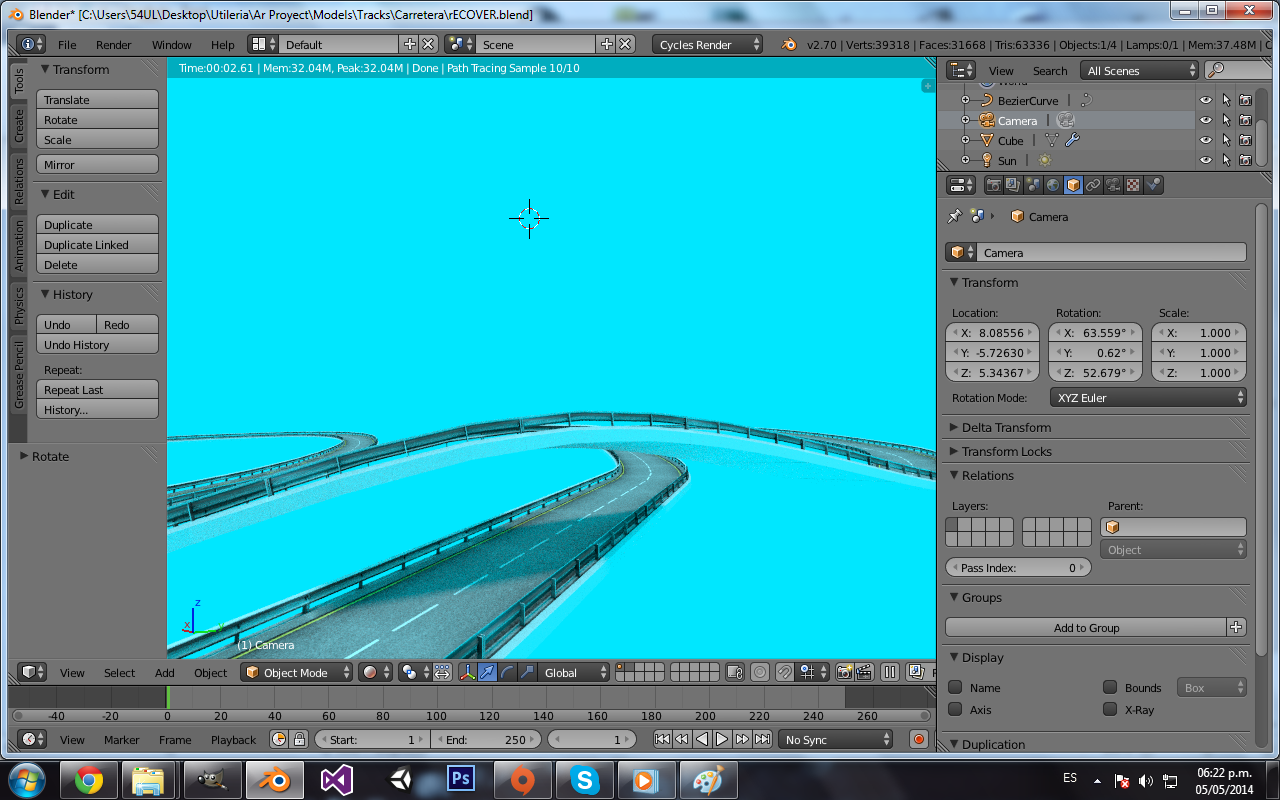 Blender* [C:\Users\54UL\Desktop\Utileria\Ar Proyect\Models\Tracks\Carretera\rECOVER.blend]
File Render Window Help Default Scene Cycles Render v2.70 | Verts:39318 | Faces:31668 | Tris:63336 | Objects:1/4 | Lamps:0/1 | Mem:37.48M | C
Time:00:02.61 | Mem:32.04M, Peak:32.04M | Done | Path Tracing Sample 10/10
Tools
Create
Relations
Animation
Physics
Grease Pencil
Transform
Translate
Rotate
Scale
Mirror
Edit
Duplicate
Duplicate Linked
Delete
History
Undo Redo
Undo History
Repeat:
Repeat Last
History...
Rotate
z
x
y
(1) Camera
View Select Add Object Object Mode Global
-40 -20 0 20 40 60 80 100 120 140 160 180 200 220 240 260
View Marker Frame Playback Start: 1 End: 250 1 No Sync
View Search All Scenes
World
BezierCurve |
Camera |
Cube |
Sun |
Camera
Camera
Transform
Location: Rotation: Scale:
X: 8.08556 X: 63.559° X: 1.000
Y: -5.72630 Y: 0.62° Y: 1.000
Z: 5.34367 Z: 52.679° Z: 1.000
Rotation Mode: XYZ Euler
Delta Transform
Transform Locks
Relations
Layers: Parent:
Object
Pass Index: 0
Groups
Add to Group
Display
Name Bounds Box
Axis X-Ray
Duplication
Ps
ES
06:22 p.m.
05/05/2014